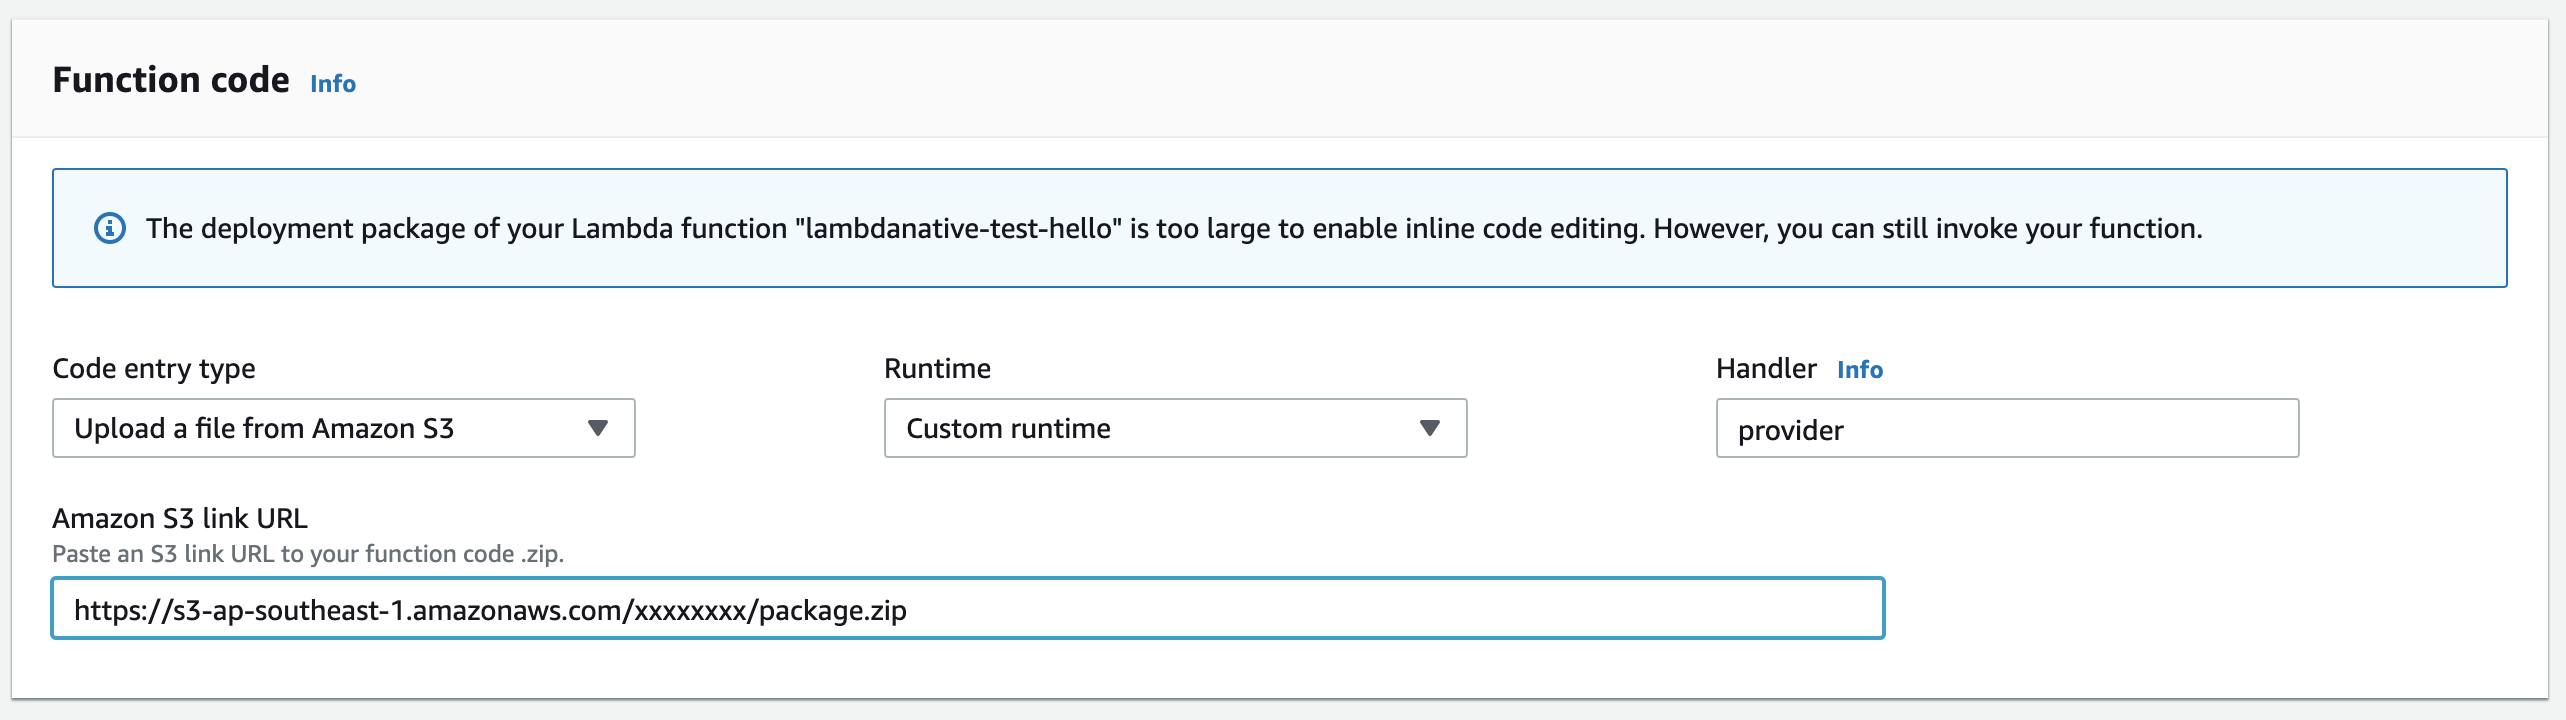 Function code Info
The deployment package of your Lambda function "lambdanative-test-hello" is too large to enable inline code editing. However, you can still invoke your function.
Code entry type
Upload a file from Amazon S3
Runtime
Custom runtime
Handler Info
provider
Amazon S3 link URL
Paste an S3 link URL to your function code .zip.
https://s3-ap-southeast-1.amazonaws.com/xxxxxxxx/package.zip